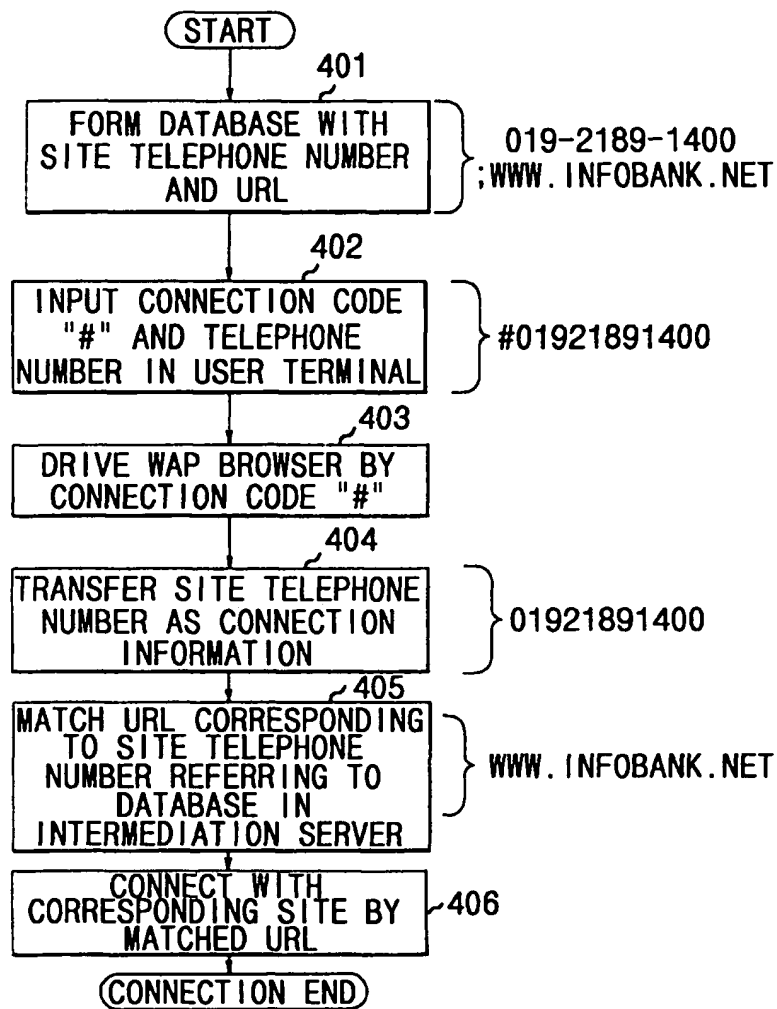 START
401
FORM DATABASE WITH
SITE TELEPHONE NUMBER
AND URL
019-2189-1400
;WWW.INFOBANK.NET
402
INPUT CONNECTION CODE
"#" AND TELEPHONE
NUMBER IN USER TERMINAL
#01921891400
403
DRIVE WAP BROWSER BY
CONNECTION CODE "#"
404
TRANSFER SITE TELEPHONE
NUMBER AS CONNECTION
INFORMATION
01921891400
405
MATCH URL CORRESPONDING
TO SITE TELEPHONE
NUMBER REFERRING TO
DATABASE IN
INTERMEDIATION SERVER
WWW.INFOBANK.NET
CONNECT WITH
CORRESPONDING SITE BY
MATCHED URL
406
CONNECTION END